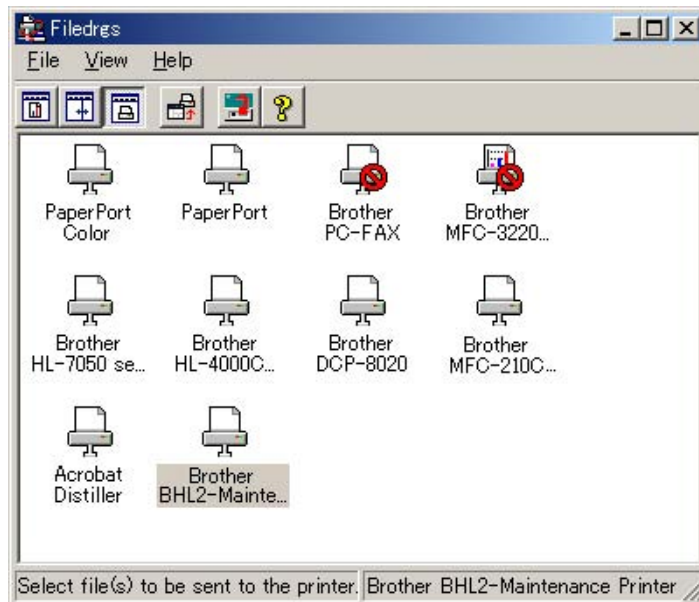 Filedrgs
File View Help
PaperPort
Color
PaperPort
Brother
PC-FAX
Brother
MFC-3220...
Brother
HL-7050 se...
Brother
HL-4000C...
Brother
DCP-8020
Brother
MFC-210C...
Acrobat
Distiller
Brother
BHL2-Mainte...
Select file(s) to be sent to the printer. Brother BHL2-Maintenance Printer